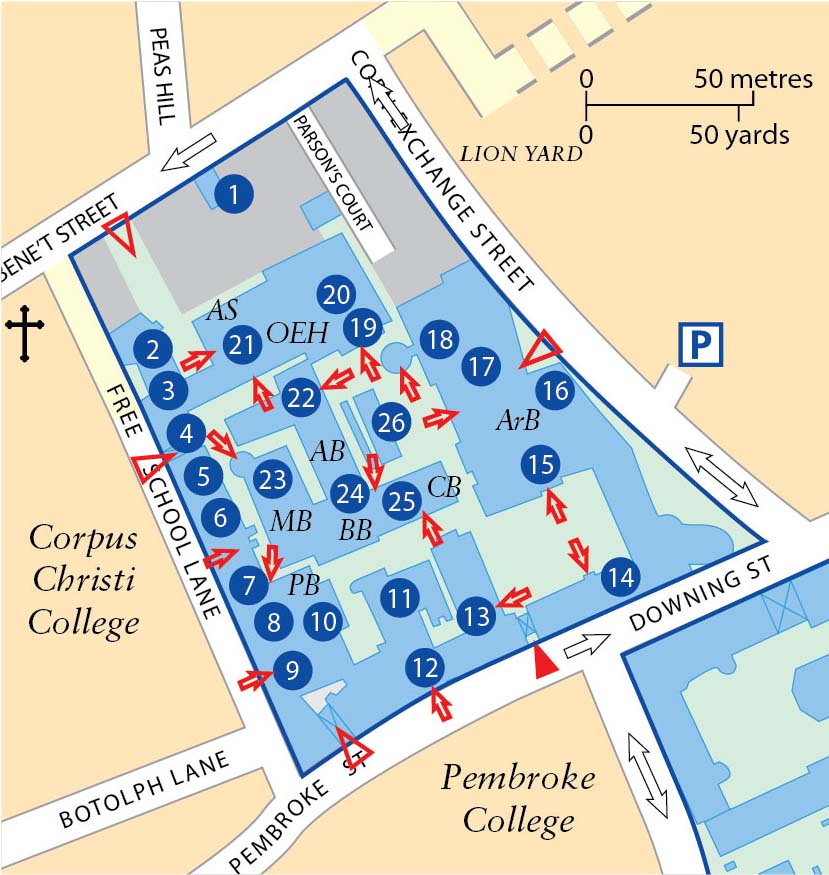 PEAS HILL
CORN EXCHANGE STREET
0 50 metres
0 50 yards
LION YARD
PARSON'S COURT
BENE'T STREET
1
AS
OEH
20
21
19
18
17
2
3
22
16
P
FREE SCHOOL LANE
4
26
ArB
AB
15
5
23
24
25
CB
6
MB
BB
Corpus
Christi
College
7
PB
8
10
11
13
14
DOWNING ST
9
12
BOTOLPH LANE
PEMBROKE ST
Pembroke
College